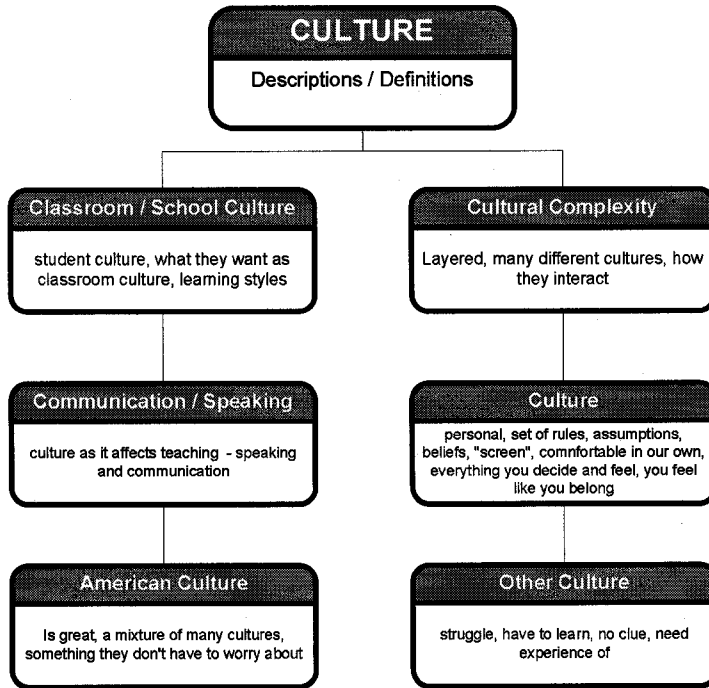 CULTURE
Descriptions / Definitions
Classroom / School Culture
student culture, what they want as
classroom culture, learning styles
Cultural Complexity
Layered, many different cultures, how
they interact
Communication / Speaking
culture as it affects teaching - speaking
and communication
Culture
personal, set of rules, assumptions,
beliefs, "screen", comnfortable in our own,
everything you decide and feel, you feel
like you belong
American Culture
Is great, a mixture of many cultures,
something they don't have to worry about
Other Culture
struggle, have to learn, no clue, need
experience of